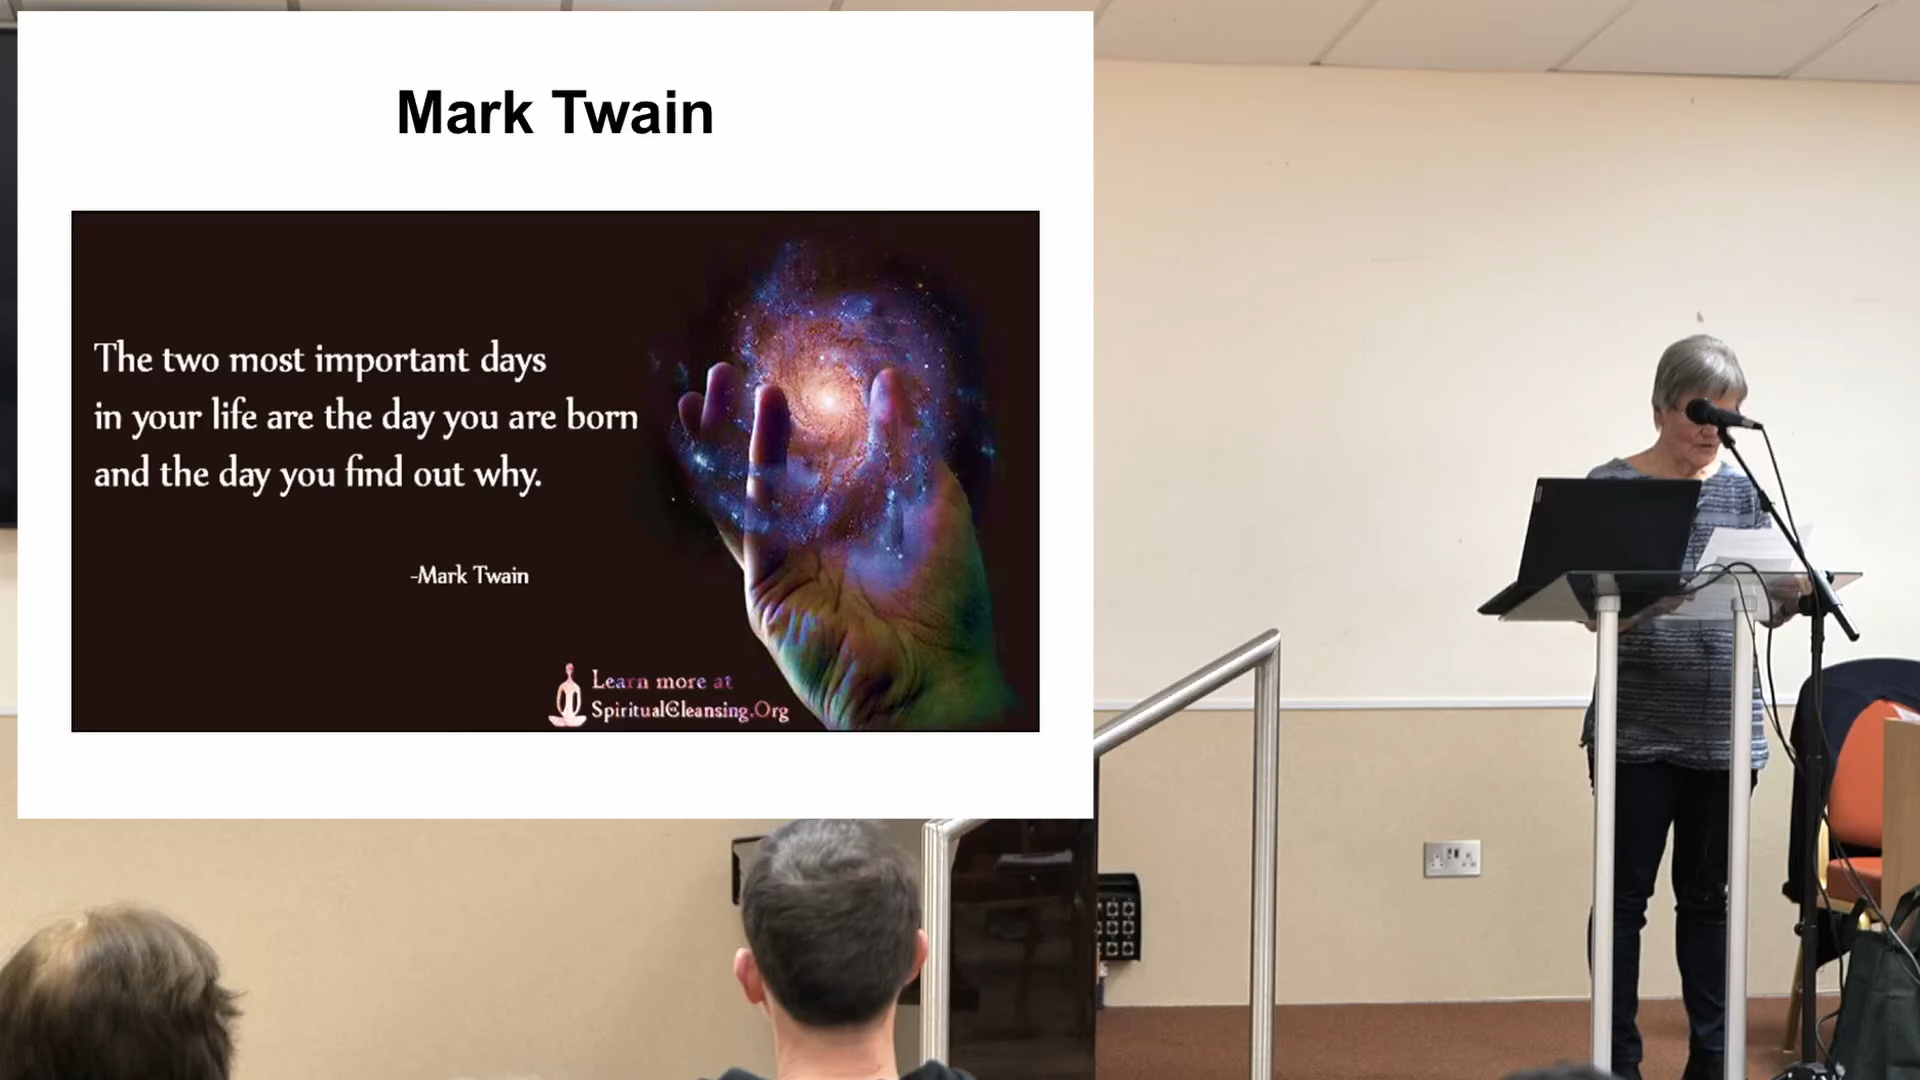 Mark Twain
The two most important days
in your life are the day you are born
and the day you find out why.
-Mark Twain
Learn more at
SpiritualCleansing.Org